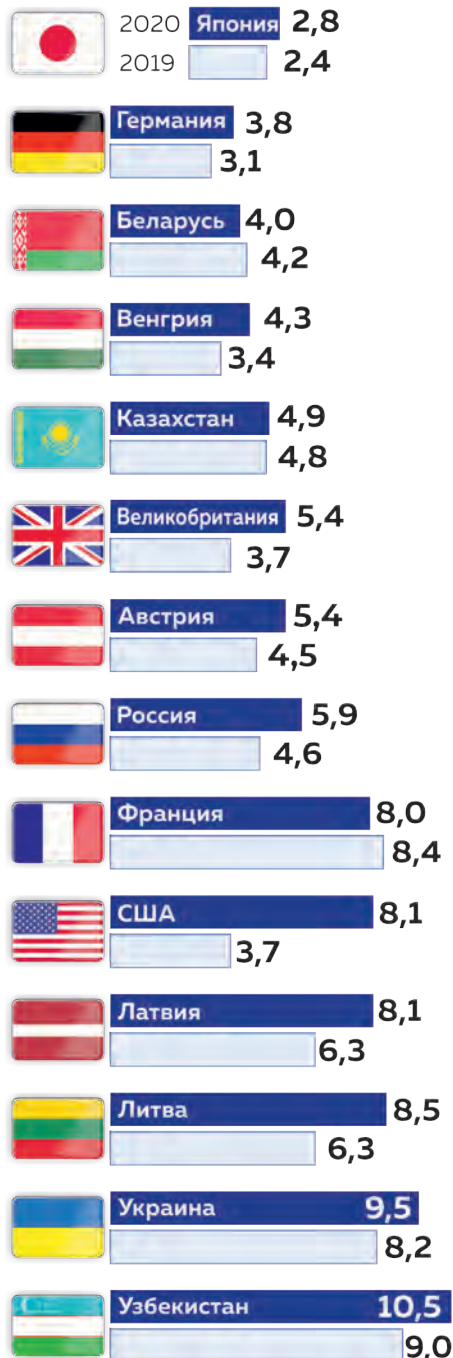 2020 Япония 2,8
2019 2,4
Германия 3,8
3,1
Беларусь 4,0
4,2
Венгрия 4,3
3,4
Казахстан 4,9
4,8
Великобритания 5,4
3,7
Австрия 5,4
4,5
Россия 5,9
4,6
Франция 8,0
8,4
США 8,1
3,7
Латвия 8,1
6,3
Литва 8,5
6,3
Украина 9,5
8,2
Узбекистан 10,5
9,0